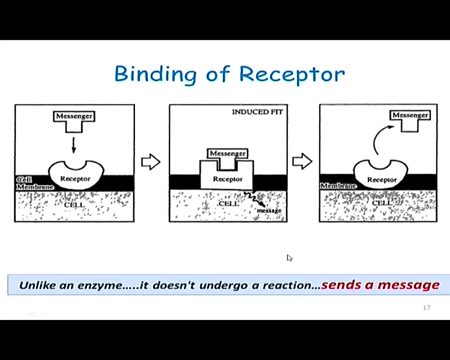 Binding of Receptor
Messenger
Receptor
Cell
Membrane
CELL
INDUCED FIT
Messenger
Receptor
CELL
message
Messenger
Receptor
Membrane
CELL
Unlike an enzyme.....it doesn't undergo a reaction...sends a message
17